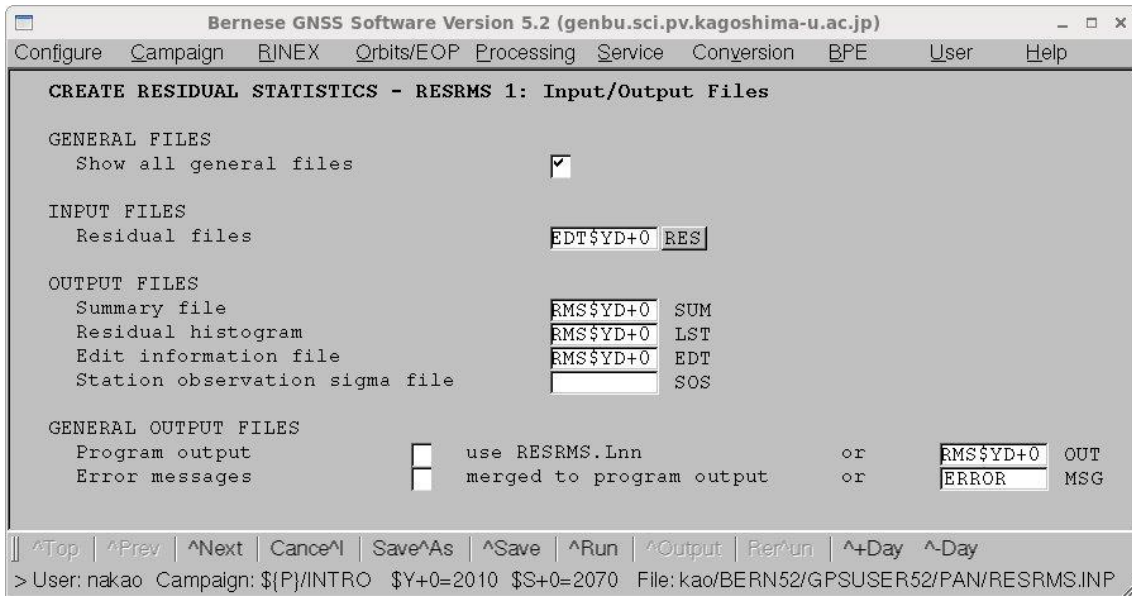 Bernese GNSS Software Version 5.2 (genbu.sci.pv.kagoshima-u.ac.jp)
Configure Campaign RINEX Orbits/EOP Processing Service Conversion BPE User Help
CREATE RESIDUAL STATISTICS - RESRMS 1: Input/Output Files
GENERAL FILES
Show all general files
INPUT FILES
Residual files EDT$YD+0 RES
OUTPUT FILES
Summary file RMS$YD+0 SUM
Residual histogram RMS$YD+0 LST
Edit information file RMS$YD+0 EDT
Station observation sigma file SOS
GENERAL OUTPUT FILES
Program output use RESRMS.Lnn or RMS$YD+0 OUT
Error messages merged to program output or ERROR MSG
^Top | ^Prev | ^Next | Cance^l | Save^As | ^Save | ^Run | ^Output | Rer^un | ^+Day ^-Day
> User: nakao Campaign: ${P}/INTRO $Y+0=2010 $S+0=2070 File: kao/BERN52/GPSUSER52/PAN/RESRMS.INP